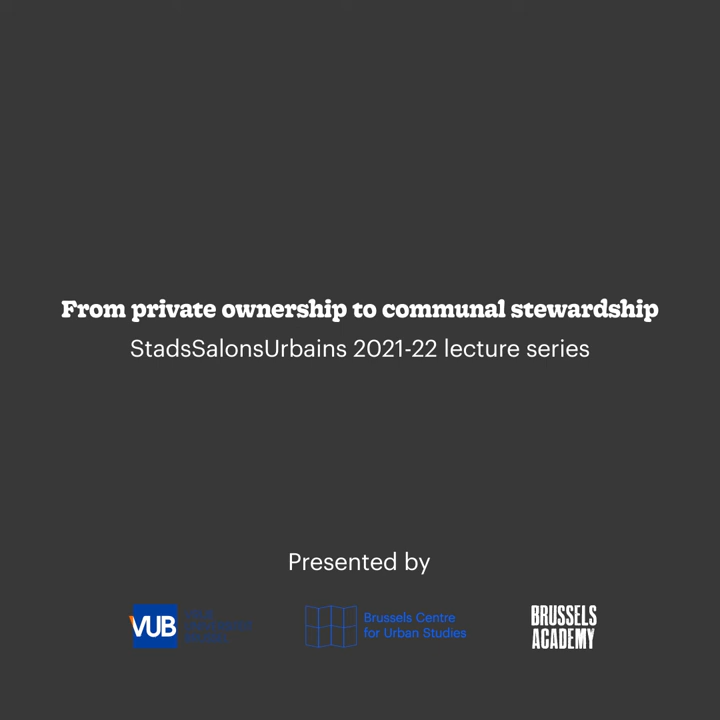 From private ownership to communal stewardship
StadsSalonsUrbains 2021-22 lecture series
Presented by
VUB
Brussels Centre
for Urban Studies
BRUSSELS
ACADEMY